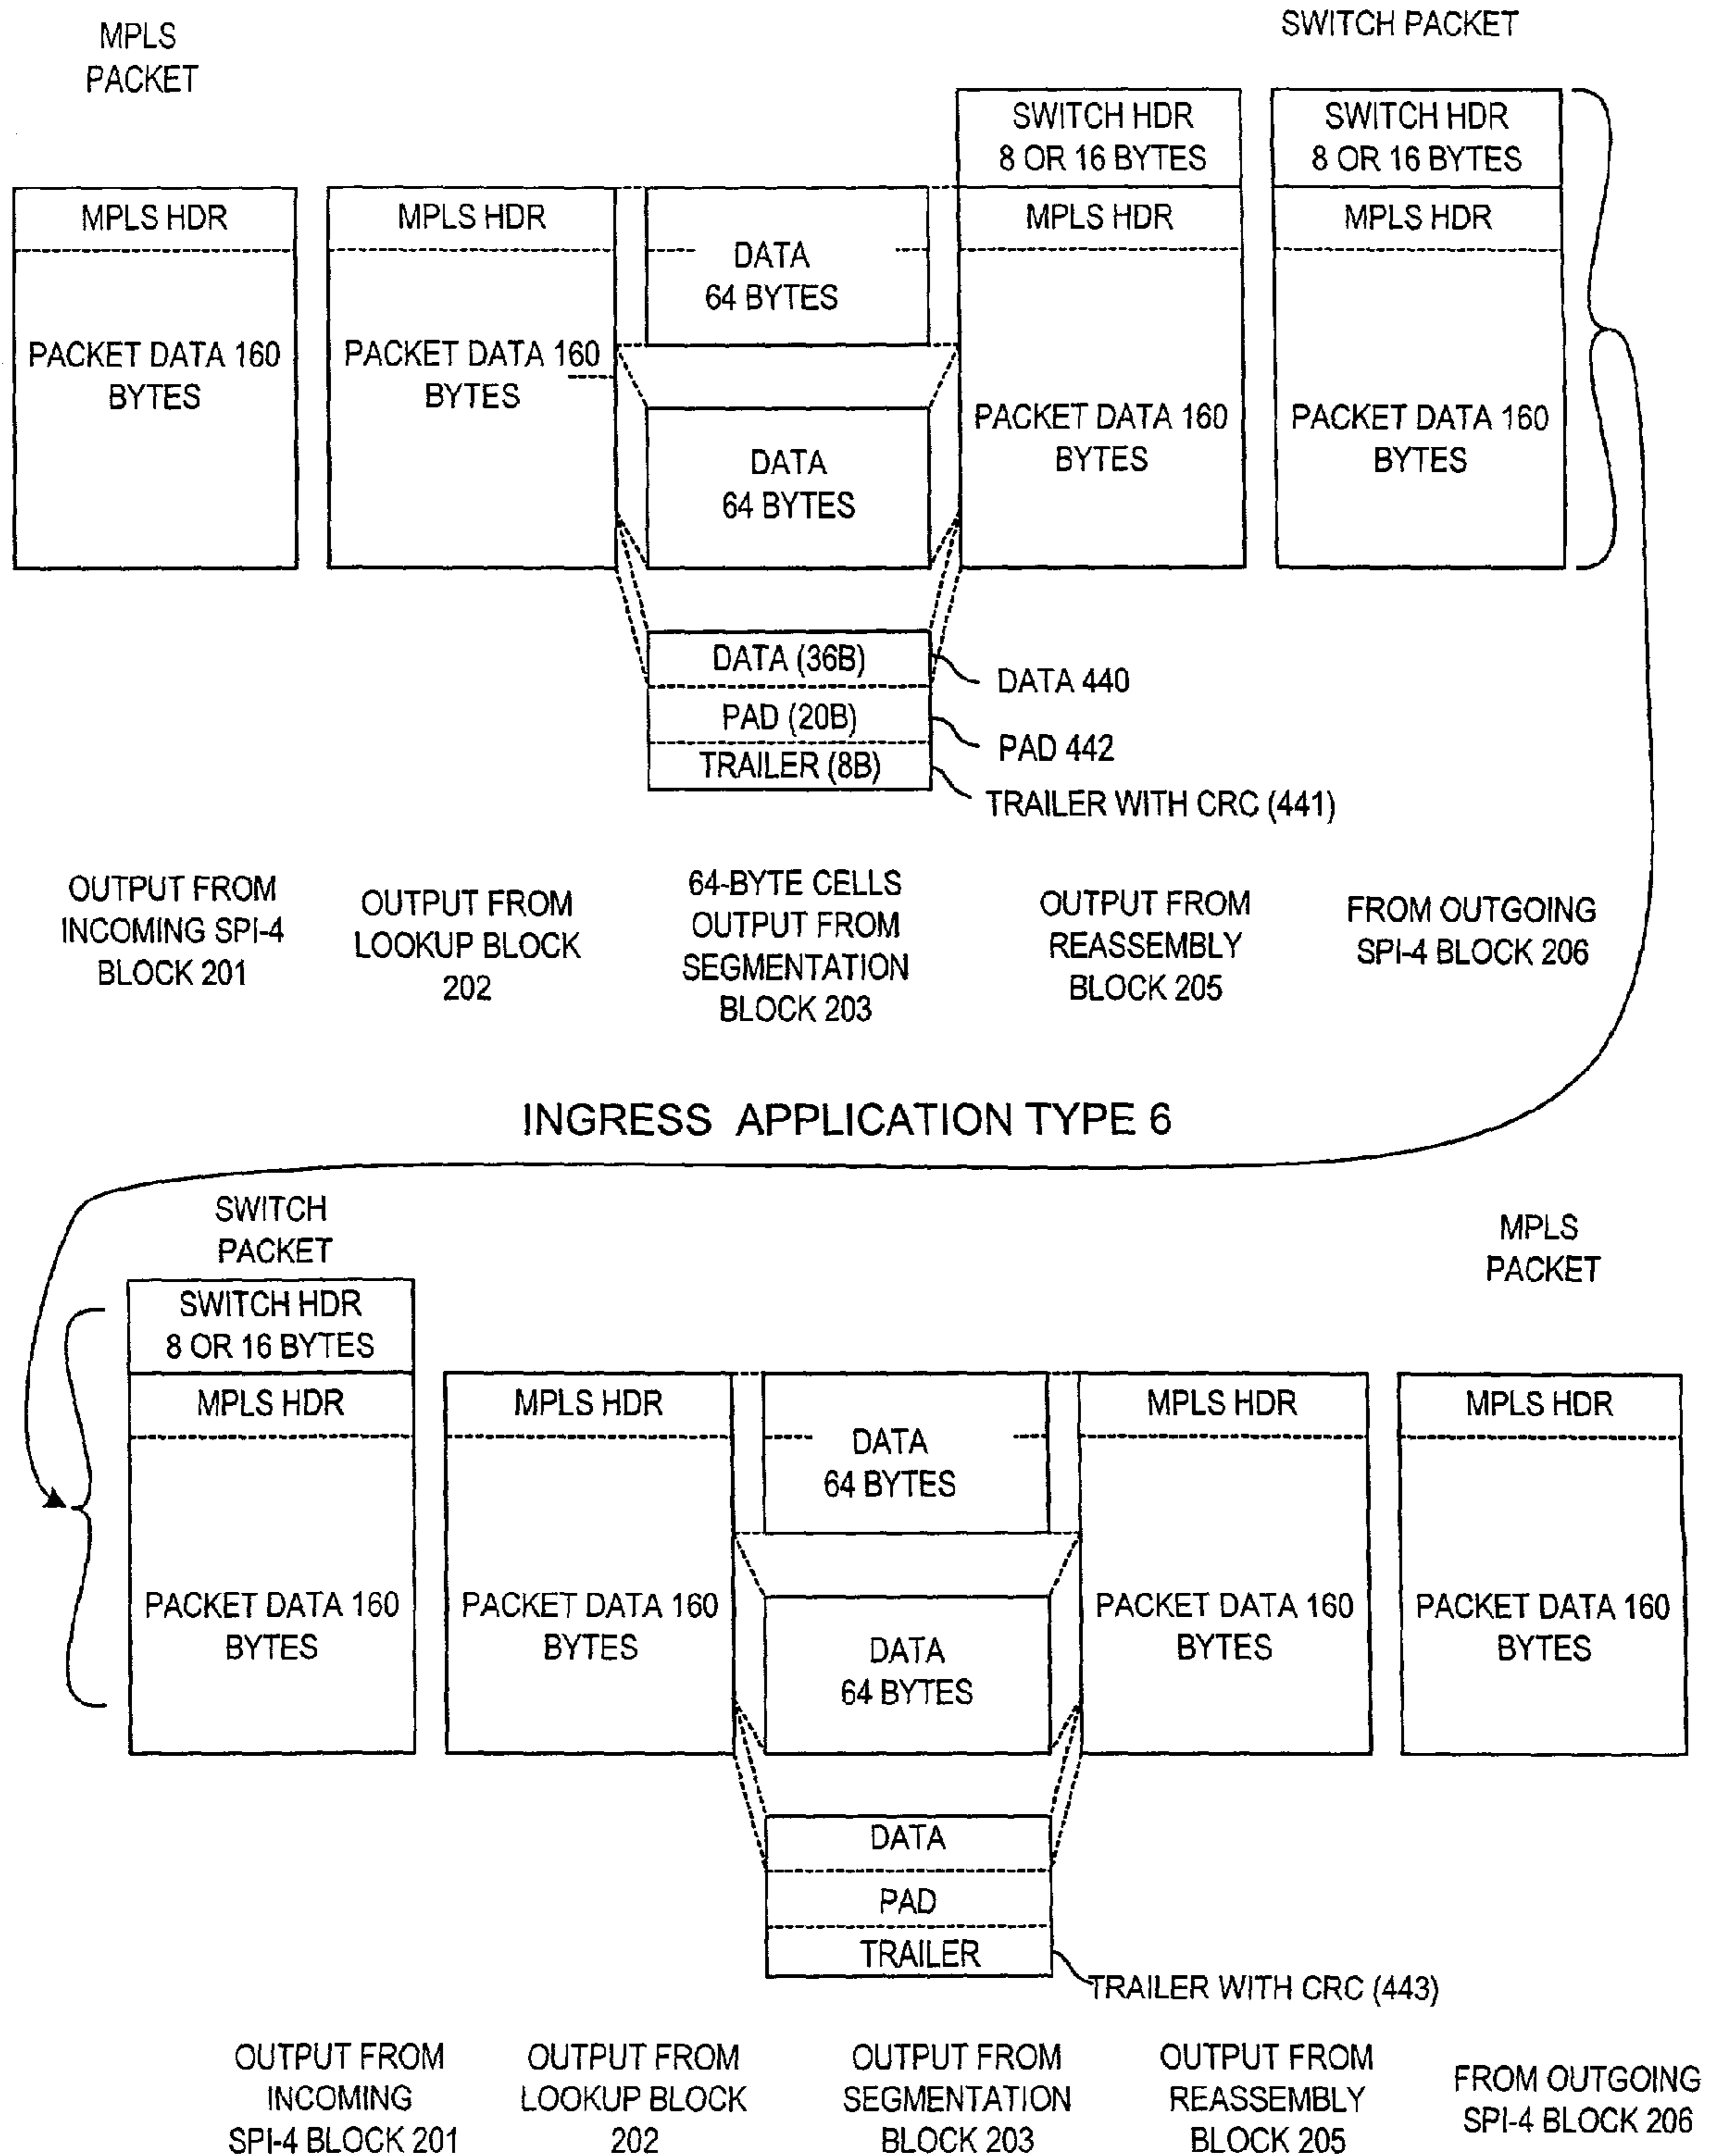 MPLS
PACKET
SWITCH PACKET
SWITCH HDR
8 OR 16 BYTES
SWITCH HDR
8 OR 16 BYTES
MPLS HDR
MPLS HDR
DATA
64 BYTES
MPLS HDR
MPLS HDR
PACKET DATA 160
BYTES
PACKET DATA 160
BYTES
DATA
64 BYTES
PACKET DATA 160
BYTES
PACKET DATA 160
BYTES
DATA (36B)
DATA 440
PAD (20B)
PAD 442
TRAILER (8B)
TRAILER WITH CRC (441)
OUTPUT FROM
INCOMING SPI-4
BLOCK 201
OUTPUT FROM
LOOKUP BLOCK
202
64-BYTE CELLS
OUTPUT FROM
SEGMENTATION
BLOCK 203
OUTPUT FROM
REASSEMBLY
BLOCK 205
FROM OUTGOING
SPI-4 BLOCK 206
INGRESS APPLICATION TYPE 6
SWITCH
PACKET
MPLS
PACKET
SWITCH HDR
8 OR 16 BYTES
MPLS HDR
MPLS HDR
DATA
64 BYTES
MPLS HDR
MPLS HDR
PACKET DATA 160
BYTES
PACKET DATA 160
BYTES
DATA
64 BYTES
PACKET DATA 160
BYTES
PACKET DATA 160
BYTES
DATA
PAD
TRAILER
TRAILER WITH CRC (443)
OUTPUT FROM
INCOMING
SPI-4 BLOCK 201
OUTPUT FROM
LOOKUP BLOCK
202
OUTPUT FROM
SEGMENTATION
BLOCK 203
OUTPUT FROM
REASSEMBLY
BLOCK 205
FROM OUTGOING
SPI-4 BLOCK 206